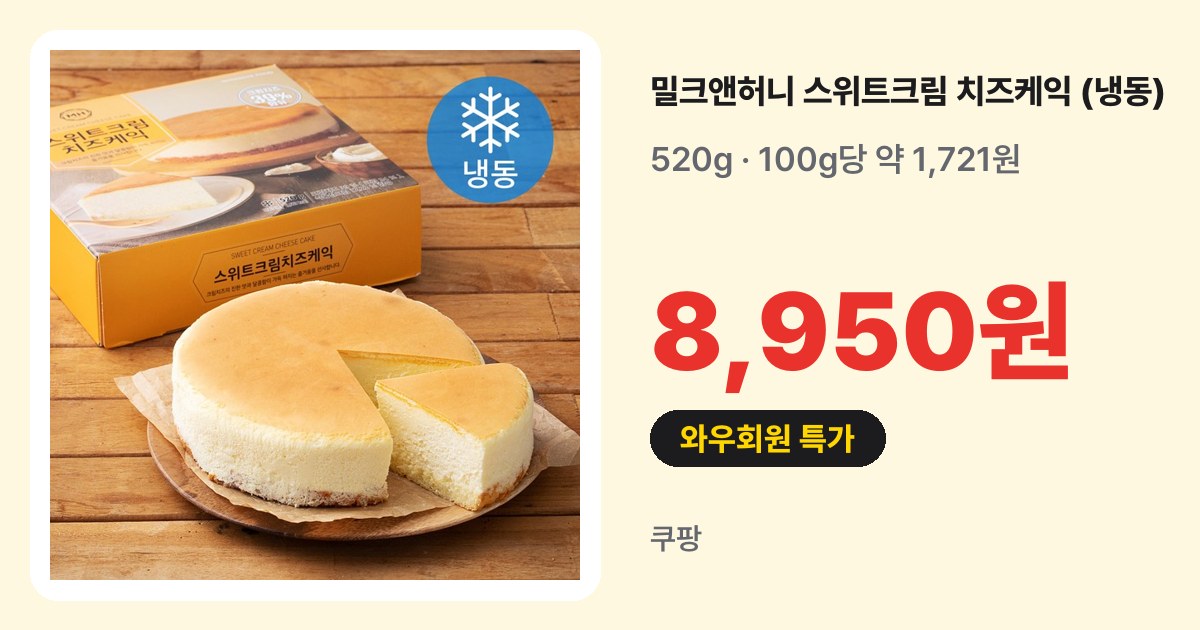 밀크앤허니 스위트크림 치즈케익 (냉동)
520g · 100g당 약 1,721원
8,950원
와우회원 특가
쿠팡
냉동
MH
스위트크림
치즈케익
SWEET CREAM CHEESE CAKE
스위트크림치즈케익